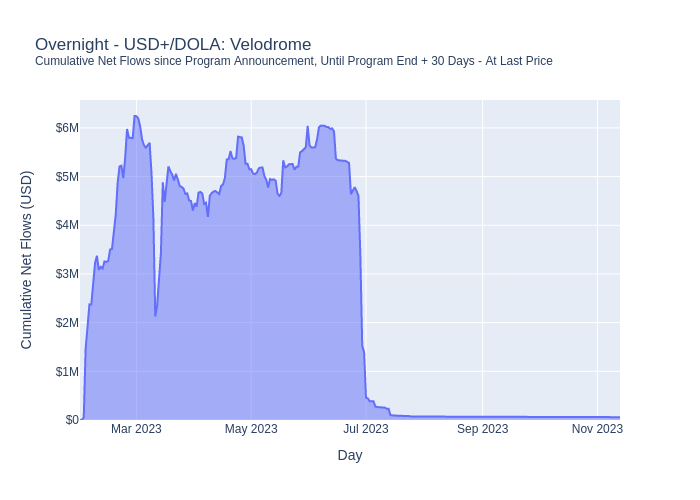 Overnight - USD+/DOLA: Velodrome
Cumulative Net Flows since Program Announcement, Until Program End + 30 Days - At Last Price
Cumulative Net Flows (USD)
$6M
$5M
$4M
$3M
$2M
$1M
$0
Mar 2023 May 2023 Jul 2023 Sep 2023 Nov 2023
Day